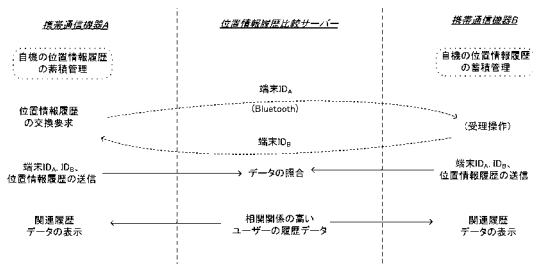 携帯通信機器A
位置情報履歴比較サーバー
携帯通信機器B
自機の位置情報履歴
の蓄積管理
自機の位置情報履歴
の蓄積管理
端末IDA
(Bluetooth)
位置情報履歴
の交換要求
(受理操作)
端末IDB
端末IDA、IDB、
位置情報履歴の送信
データの照合
端末IDA、IDB、
位置情報履歴の送信
関連履歴
データの表示
相関関係の高い
ユーザーの履歴データ
関連履歴
データの表示